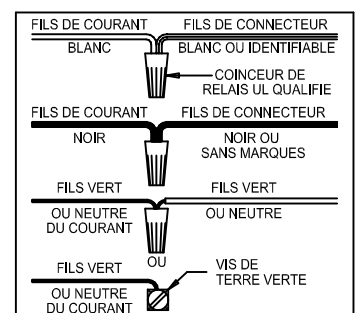 FILS DE COURANT FILS DE CONNECTEUR
BLANC BLANC OU IDENTIFIABLE
COINCEUR DE
RELAIS UL QUALIFIE
FILS DE COURANT FILS DE CONNECTEUR
NOIR NOIR OU
SANS MARQUES
FILS VERT FILS VERT
OU NEUTRE OU NEUTRE
DU COURANT
OU
FILS VERT VIS DE
TERRE VERTE
OU NEUTRE
DU COURANT